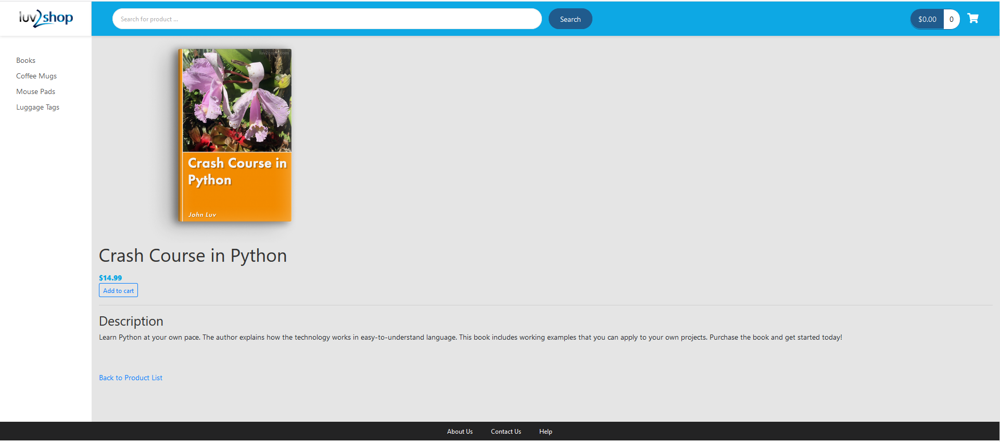 luv2shop
Search for product ...
Search
$0.00
0
Books
Coffee Mugs
Mouse Pads
Luggage Tags
luv2code.com
Crash Course in
Python
John Luv
Crash Course in Python
$14.99
Add to cart
Description
Learn Python at your own pace. The author explains how the technology works in easy-to-understand language. This book includes working examples that you can apply to your own projects. Purchase the book and get started today!
Back to Product List
About Us
Contact Us
Help